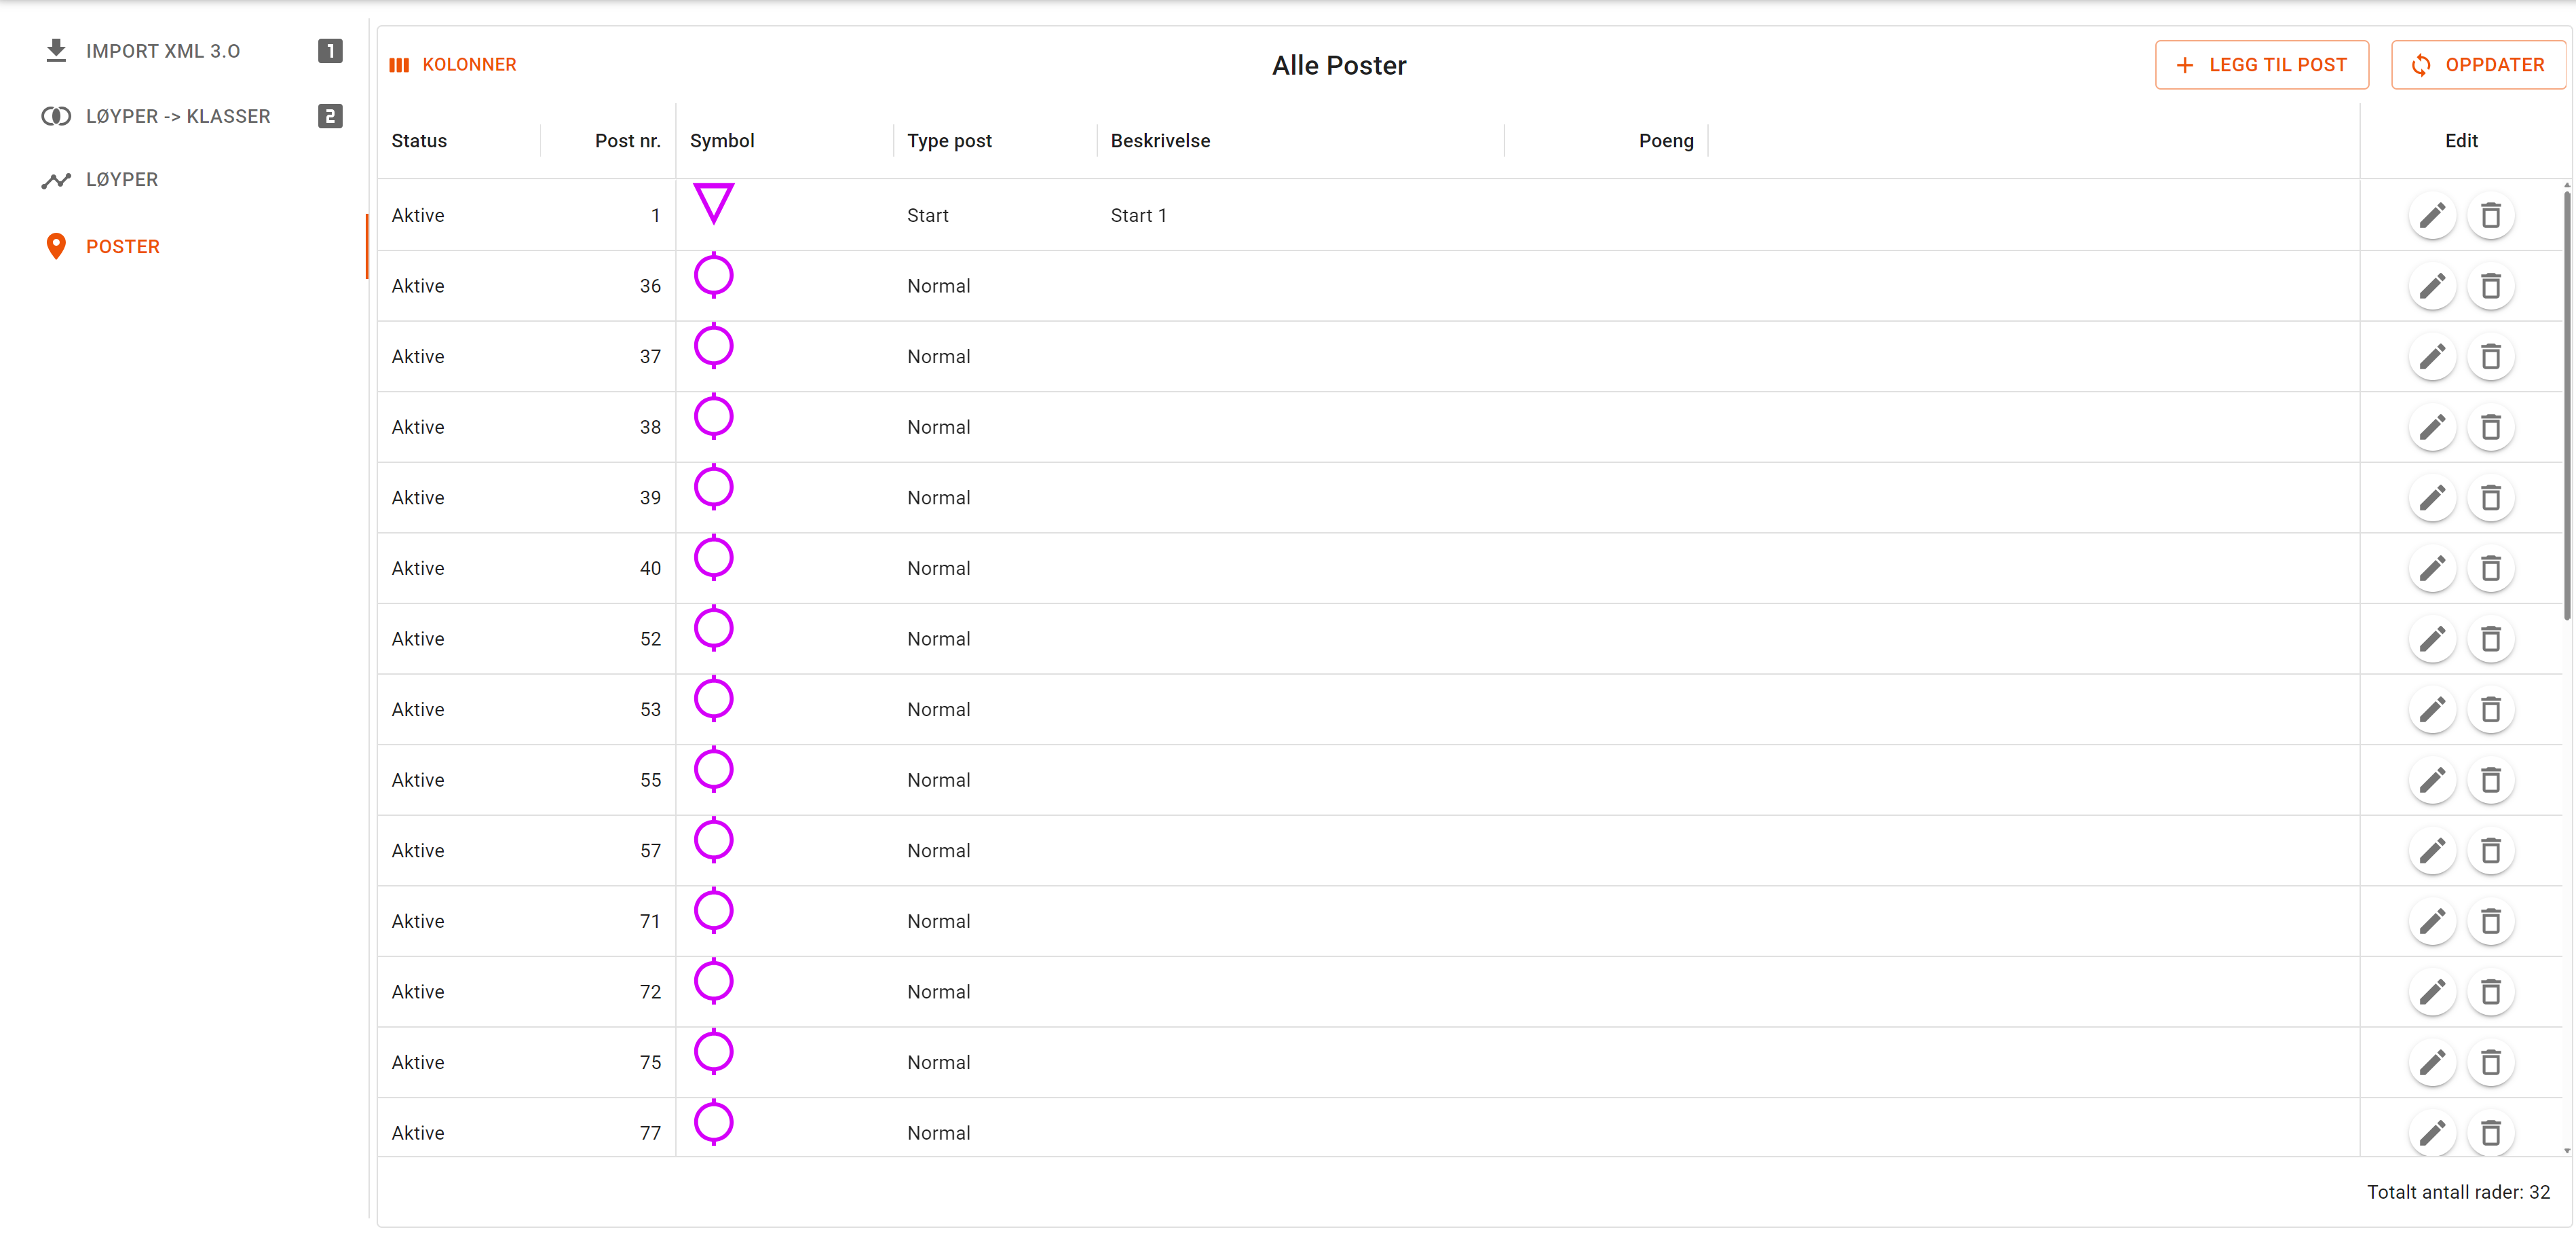 IMPORT XML 3.0 1
LØYPER -> KLASSER 2
LØYPER
POSTER
KOLONNER
Alle Poster
LEGG TIL POST
OPPDATER
Status Post nr. Symbol Type post Beskrivelse Poeng Edit
Aktive 1 Start Start 1
Aktive 36 Normal
Aktive 37 Normal
Aktive 38 Normal
Aktive 39 Normal
Aktive 40 Normal
Aktive 52 Normal
Aktive 53 Normal
Aktive 55 Normal
Aktive 57 Normal
Aktive 71 Normal
Aktive 72 Normal
Aktive 75 Normal
Aktive 77 Normal
Totalt antall rader: 32